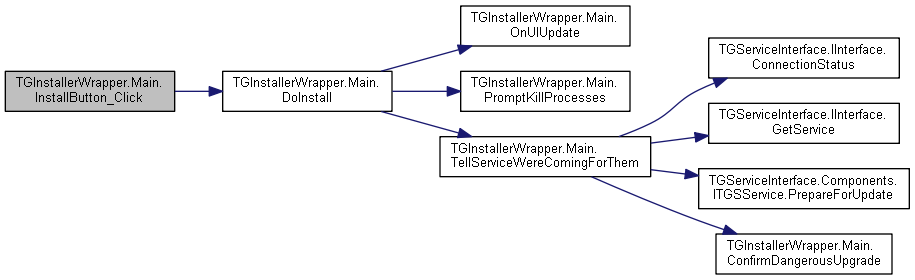 TGInstallerWrapper.Main.
InstallButton_Click
TGInstallerWrapper.Main.
DoInstall
TGInstallerWrapper.Main.
OnUIUpdate
TGInstallerWrapper.Main.
PromptKillProcesses
TGInstallerWrapper.Main.
TellServiceWereComingForThem
TGServiceInterface.IInterface.
ConnectionStatus
TGServiceInterface.IInterface.
GetService
TGServiceInterface.Components.
ITGSService.PrepareForUpdate
TGInstallerWrapper.Main.
ConfirmDangerousUpgrade